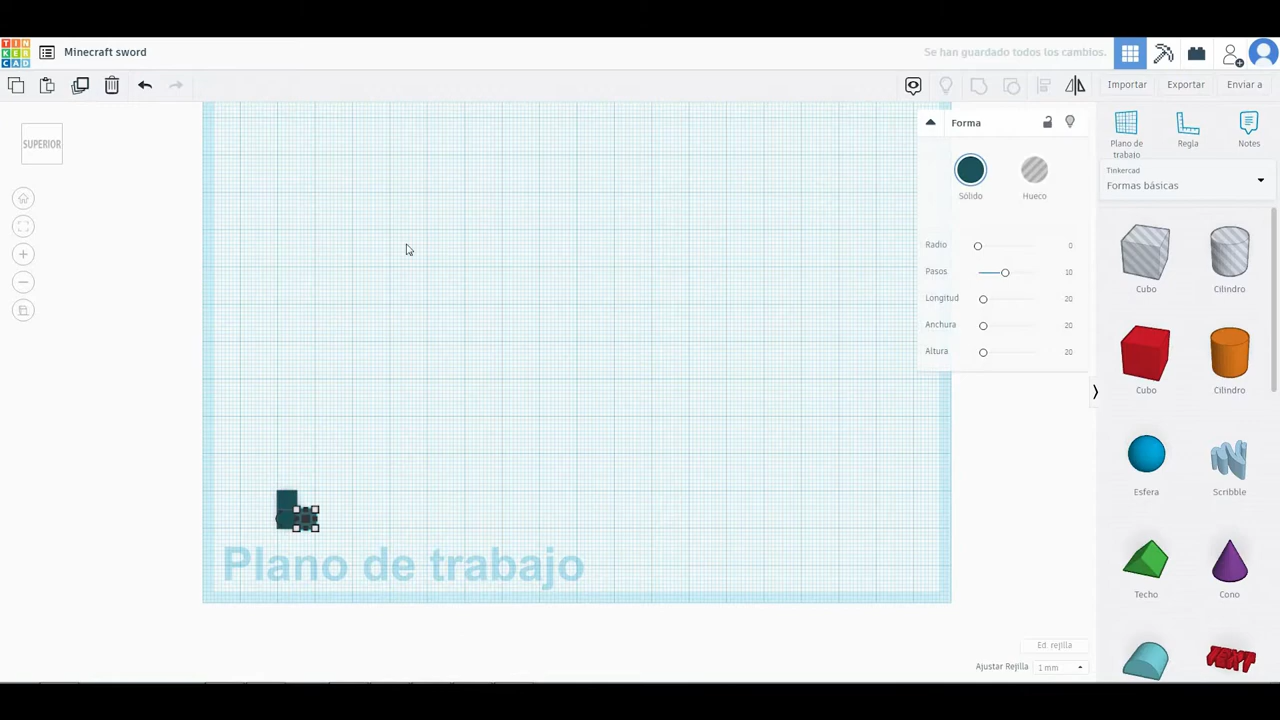 TIN
KER
CAD
Minecraft sword
Se han guardado todos los cambios.
Importar
Exportar
Enviar a
SUPERIOR
Forma
Sólido
Hueco
Radio 0
Pasos 10
Longitud 20
Anchura 20
Altura 20
Plano de
trabajo
Regla
Notes
Tinkercad
Formas básicas
Cubo
Cilindro
Cubo
Cilindro
Esfera
Scribble
Techo
Cono
TEXT
Plano de trabajo
Ed. rejilla
Ajustar Rejilla 1 mm